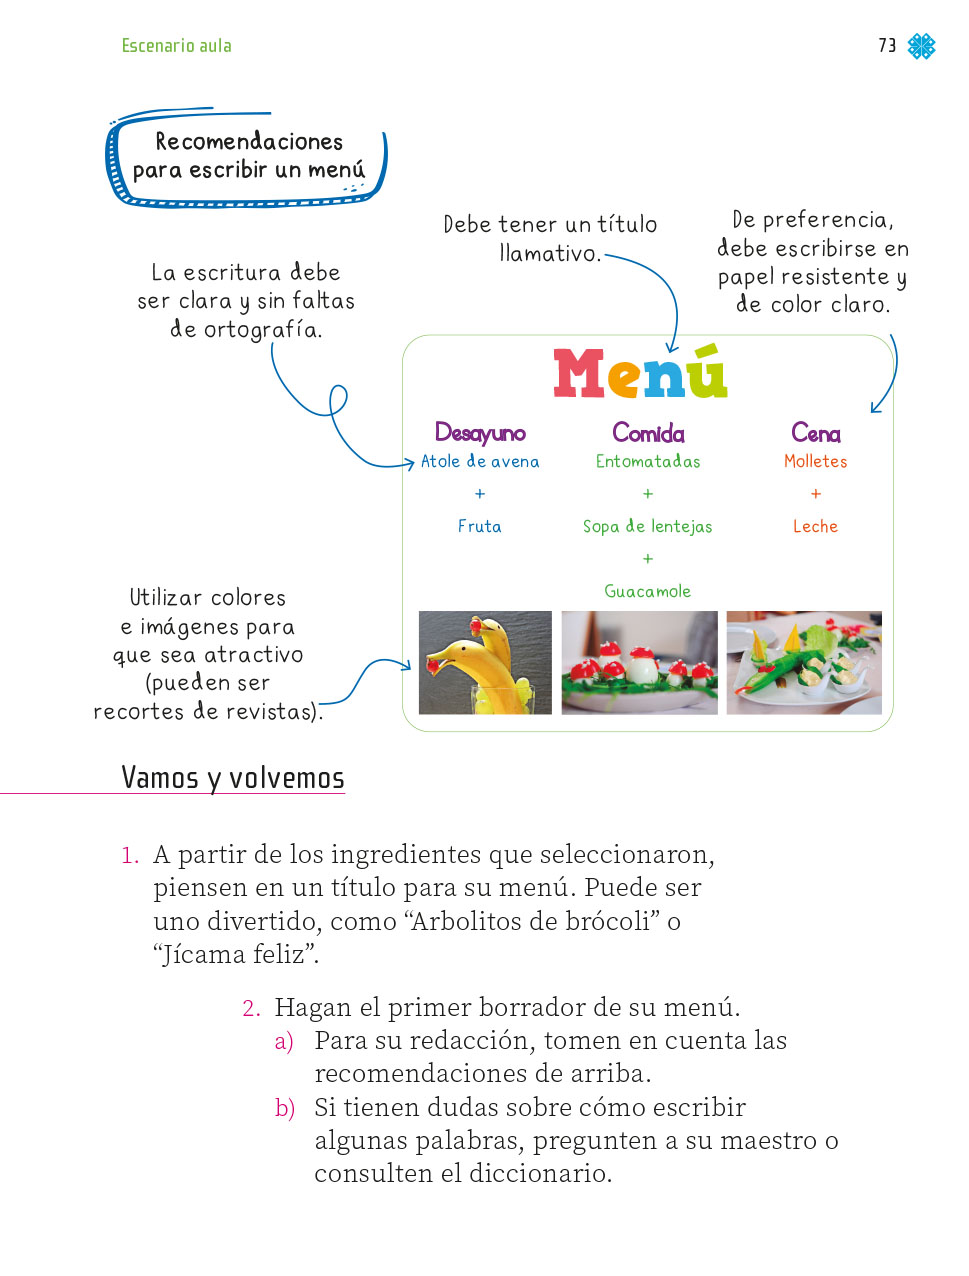 Escenario aula
73
Recomendaciones
para escribir un menú
Debe tener un título
llamativo.
De preferencia,
debe escribirse en
papel resistente y
de color claro.
La escritura debe
ser clara y sin faltas
de ortografía.
Menú
Desayuno
Atole de avena
+
Fruta
Comida
Entomatadas
+
Sopa de lentejas
+
Guacamole
Cena
Molletes
+
Leche
Utilizar colores
e imágenes para
que sea atractivo
(pueden ser
recortes de revistas).
Vamos y volvemos
1. A partir de los ingredientes que seleccionaron,
piensen en un título para su menú. Puede ser
uno divertido, como “Arbolitos de brócoli” o
“Jícama feliz”.
2. Hagan el primer borrador de su menú.
a) Para su redacción, tomen en cuenta las
recomendaciones de arriba.
b) Si tienen dudas sobre cómo escribir
algunas palabras, pregunten a su maestro o
consulten el diccionario.